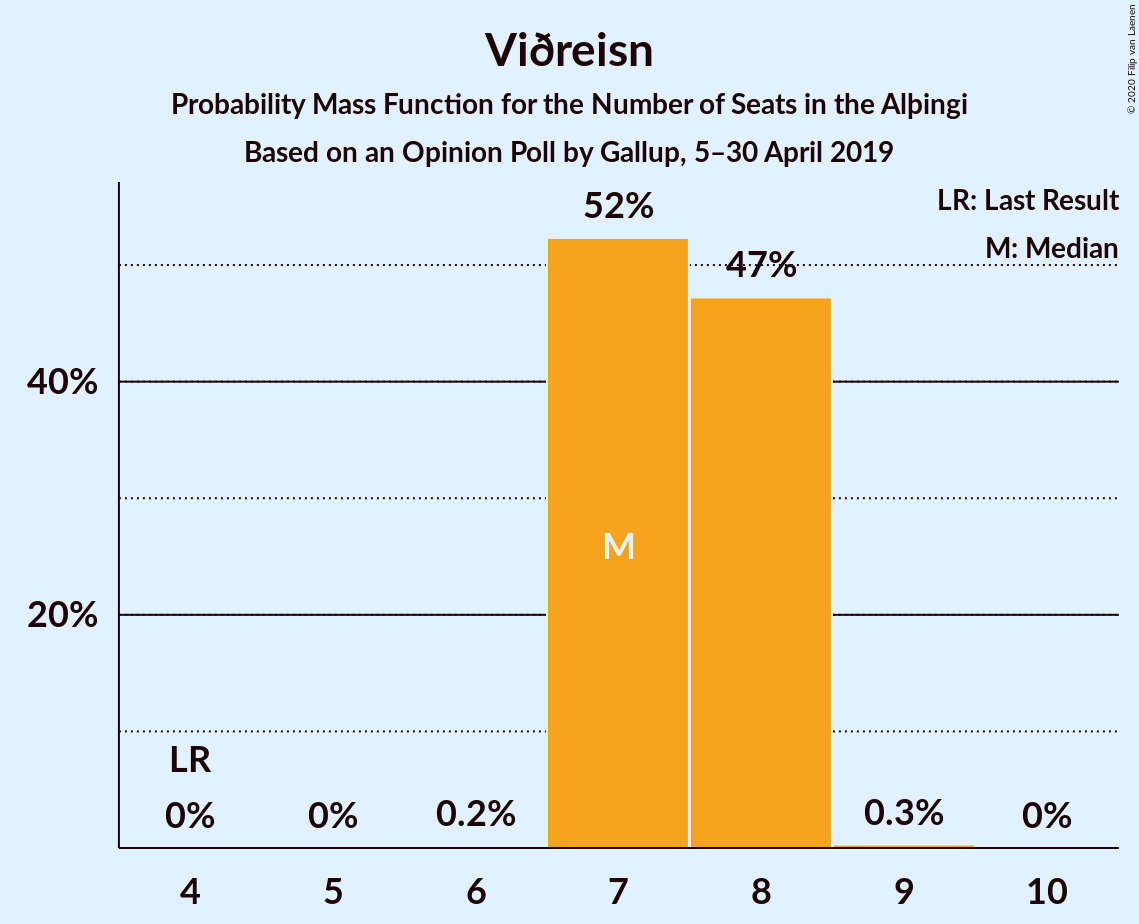 Viðreisn
Probability Mass Function for the Number of Seats in the Alþingi
Based on an Opinion Poll by Gallup, 5–30 April 2019
© 2020 Filip van Laenen
LR: Last Result
M: Median
52%
47%
40%
M
20%
LR
0%
0%
0.2%
0.3%
0%
4
5
6
7
8
9
10